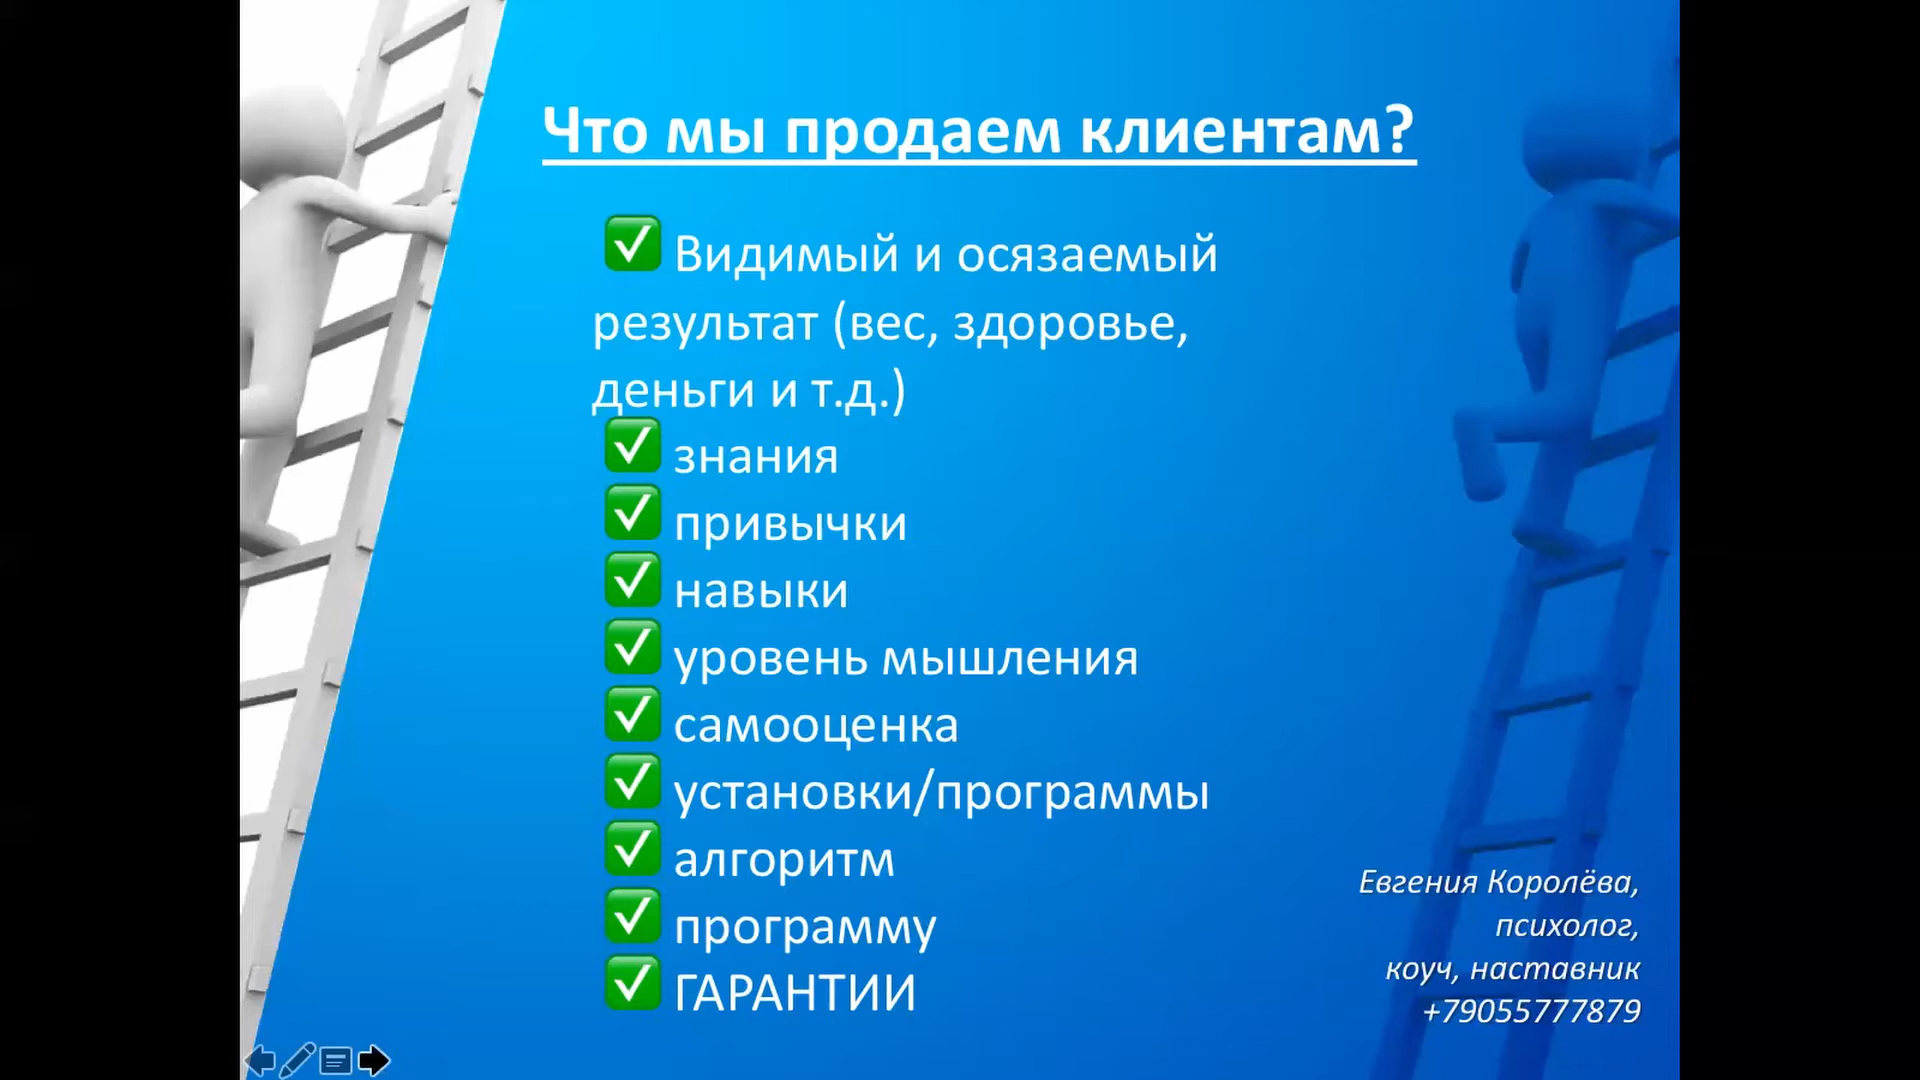 Что мы продаем клиентам?
✅ Видимый и осязаемый
результат (вес, здоровье,
деньги и т.д.)
✅ знания
✅ привычки
✅ навыки
✅ уровень мышления
✅ самооценка
✅ установки/программы
✅ алгоритм
✅ программу
✅ ГАРАНТИИ
Евгения Королёва,
психолог,
коуч, наставник
+79055777879